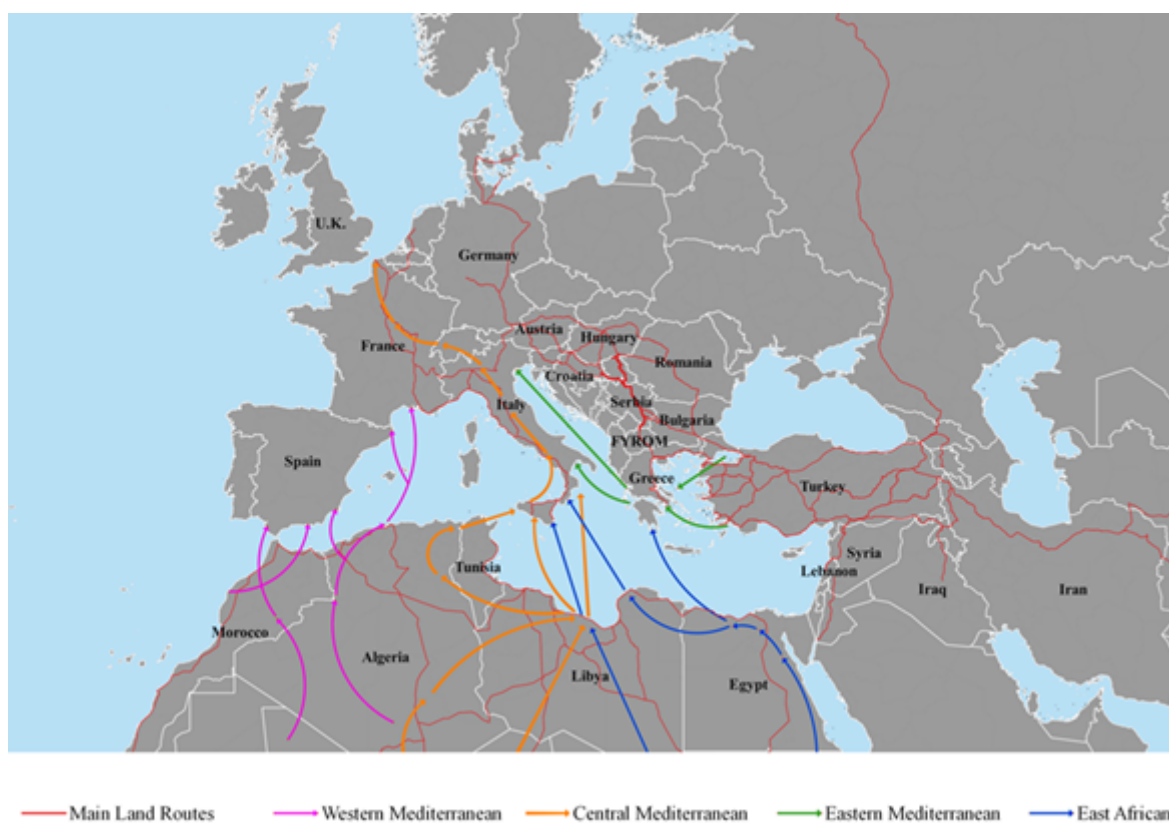 U.K.
Germany
Austria
Hungary
France
Romania
Croatia
Italy
Serbia
Bulgaria
FYROM
Spain
Greece
Turkey
Syria
Tunisia
Lebanon
Iraq
Iran
Morocco
Algeria
Libya
Egypt
Main Land Routes
Western Mediterranean
Central Mediterranean
Eastern Mediterranean
East African